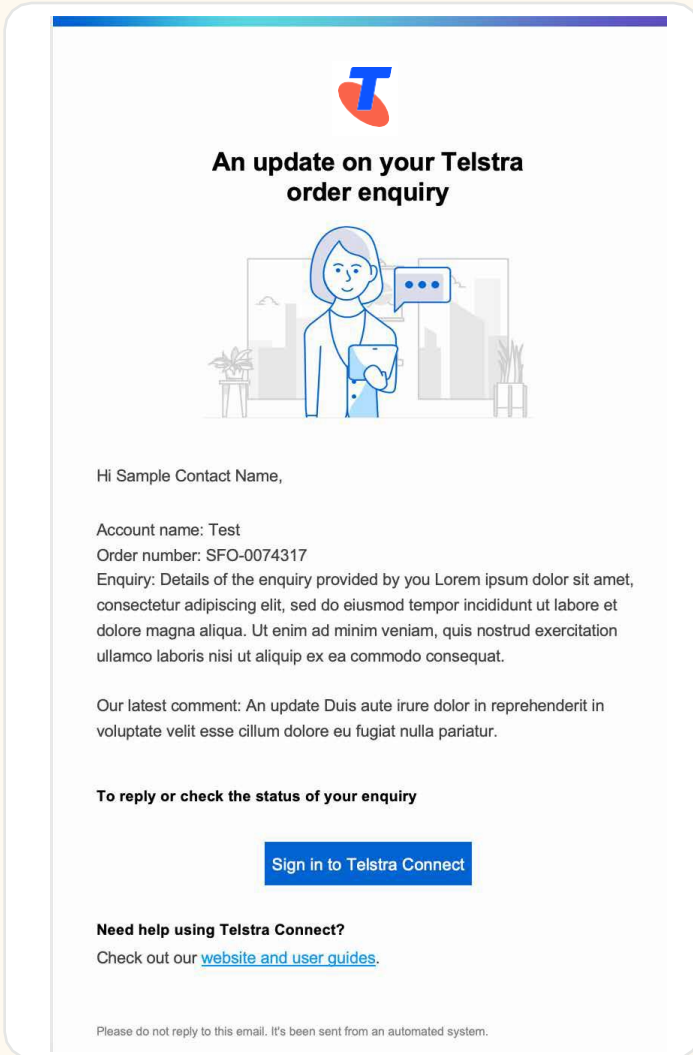 T
An update on your Telstra
order enquiry
Hi Sample Contact Name,
Account name: Test
Order number: SFO-0074317
Enquiry: Details of the enquiry provided by you Lorem ipsum dolor sit amet,
consectetur adipiscing elit, sed do eiusmod tempor incididunt ut labore et
dolore magna aliqua. Ut enim ad minim veniam, quis nostrud exercitation
ullamco laboris nisi ut aliquip ex ea commodo consequat.
Our latest comment: An update Duis aute irure dolor in reprehenderit in
voluptate velit esse cillum dolore eu fugiat nulla pariatur.
To reply or check the status of your enquiry
Sign in to Telstra Connect
Need help using Telstra Connect?
Check out our website and user guides.
Please do not reply to this email. It's been sent from an automated system.